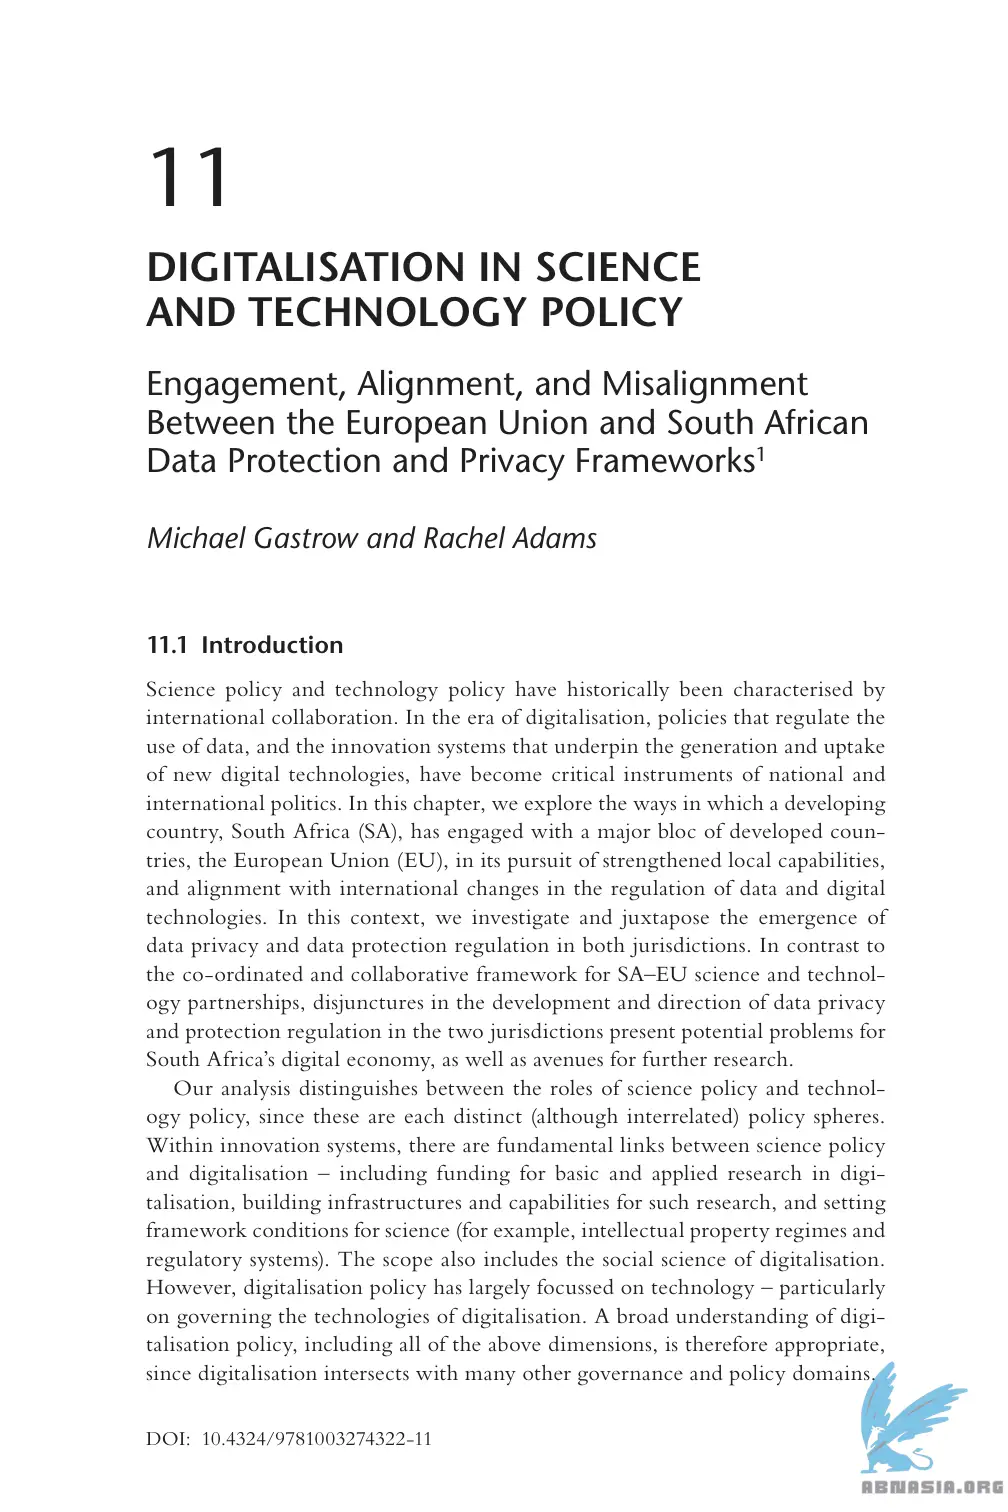 11
DIGITALISATION IN SCIENCE
AND TECHNOLOGY POLICY
Engagement, Alignment, and Misalignment
Between the European Union and South African
Data Protection and Privacy Frameworks1
Michael Gastrow and Rachel Adams
11.1 Introduction
Science policy and technology policy have historically been characterised by
international collaboration. In the era of digitalisation, policies that regulate the
use of data, and the innovation systems that underpin the generation and uptake
of new digital technologies, have become critical instruments of national and
international politics. In this chapter, we explore the ways in which a developing
country, South Africa (SA), has engaged with a major bloc of developed coun-
tries, the European Union (EU), in its pursuit of strengthened local capabilities,
and alignment with international changes in the regulation of data and digital
technologies. In this context, we investigate and juxtapose the emergence of
data privacy and data protection regulation in both jurisdictions. In contrast to
the co-ordinated and collaborative framework for SA–EU science and technol-
ogy partnerships, disjunctures in the development and direction of data privacy
and protection regulation in the two jurisdictions present potential problems for
South Africa's digital economy, as well as avenues for further research.
Our analysis distinguishes between the roles of science policy and technol-
ogy policy, since these are each distinct (although interrelated) policy spheres.
Within innovation systems, there are fundamental links between science policy
and digitalisation – including funding for basic and applied research in digi-
talisation, building infrastructures and capabilities for such research, and setting
framework conditions for science (for example, intellectual property regimes and
regulatory systems). The scope also includes the social science of digitalisation.
However, digitalisation policy has largely focussed on technology – particularly
on governing the technologies of digitalisation. A broad understanding of digi-
talisation policy, including all of the above dimensions, is therefore appropriate,
since digitalisation intersects with many other governance and policy domains.
DOI: 10.4324/9781003274322-11
ABNASIA.ORG